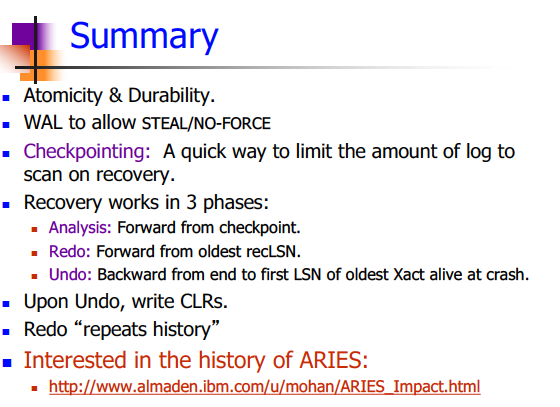 Summary
Atomicity & Durability.
WAL to allow STEAL/NO-FORCE
Checkpointing: A quick way to limit the amount of log to
scan on recovery.
Recovery works in 3 phases:
Analysis: Forward from checkpoint.
Redo: Forward from oldest recLSN.
Undo: Backward from end to first LSN of oldest Xact alive at crash.
Upon Undo, write CLRs.
Redo “repeats history”
Interested in the history of ARIES:
http://www.almaden.ibm.com/u/mohan/ARIES_Impact.html